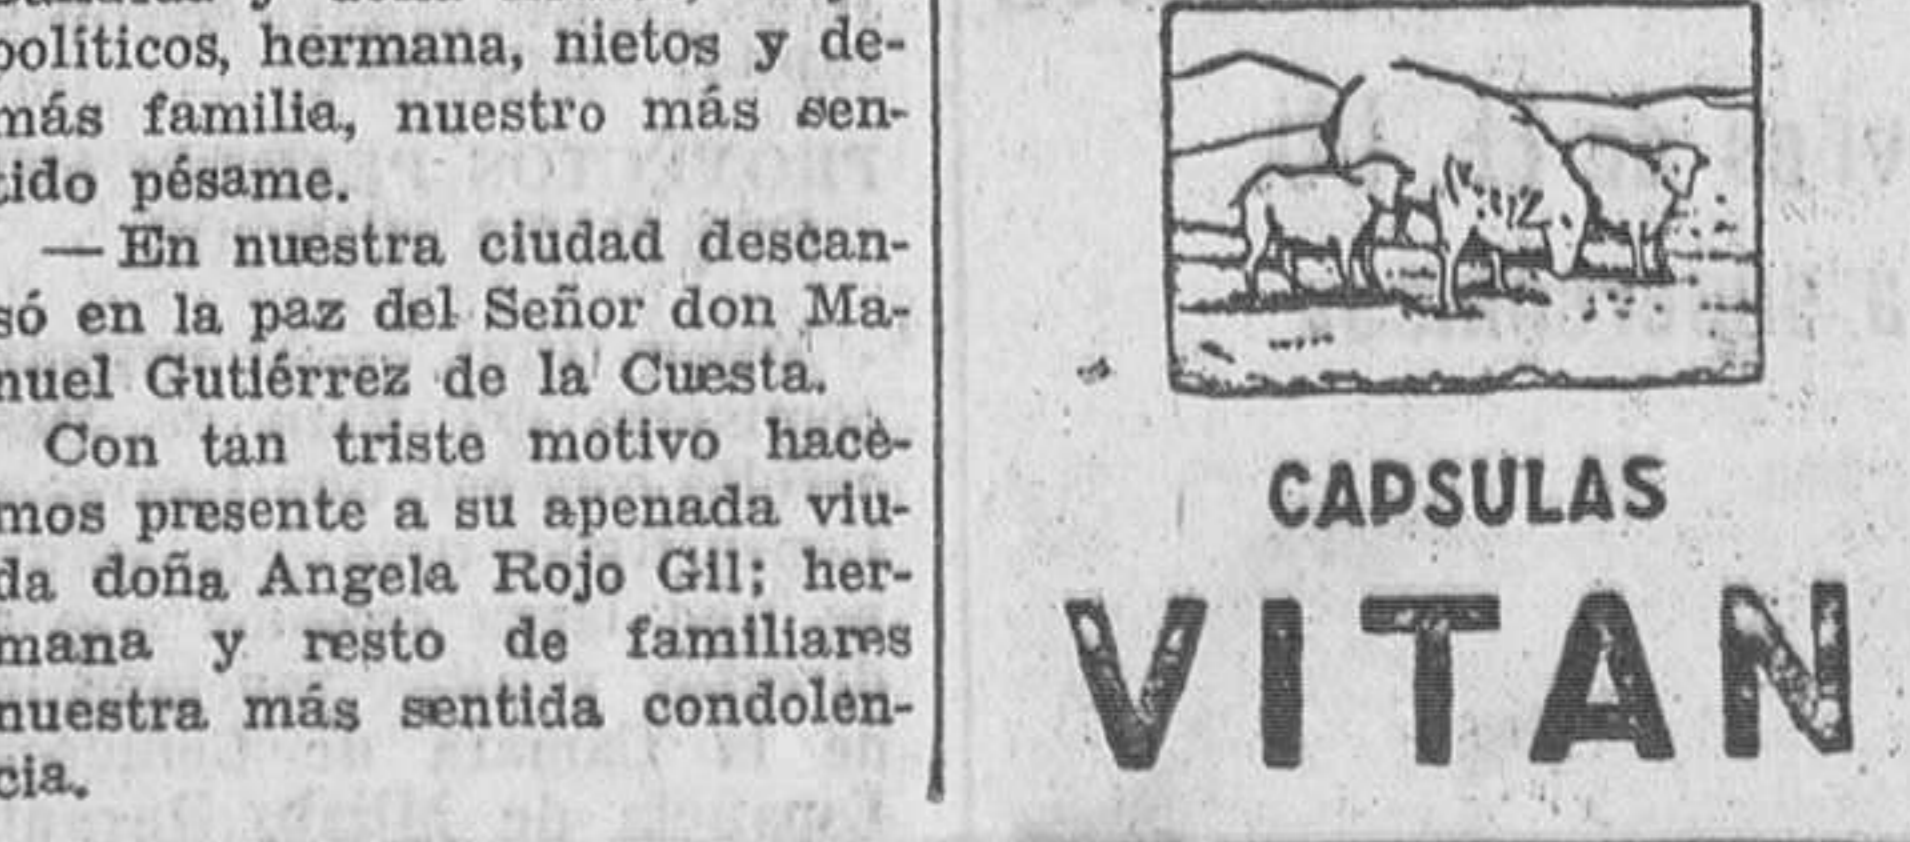 políticos, hermana, nietos y de-
más familia, nuestro más sen-
tido pésame.
— En nuestra ciudad descan-
só en la paz del Señor don Ma-
nuel Gutiérrez de la Cuesta.
Con tan triste motivo hace-
mos presente a su apenada viu-
da doña Angela Rojo Gil; her-
mana y resto de familiares
nuestra más sentida condolen-
cia.
CAPSULAS
VITAN